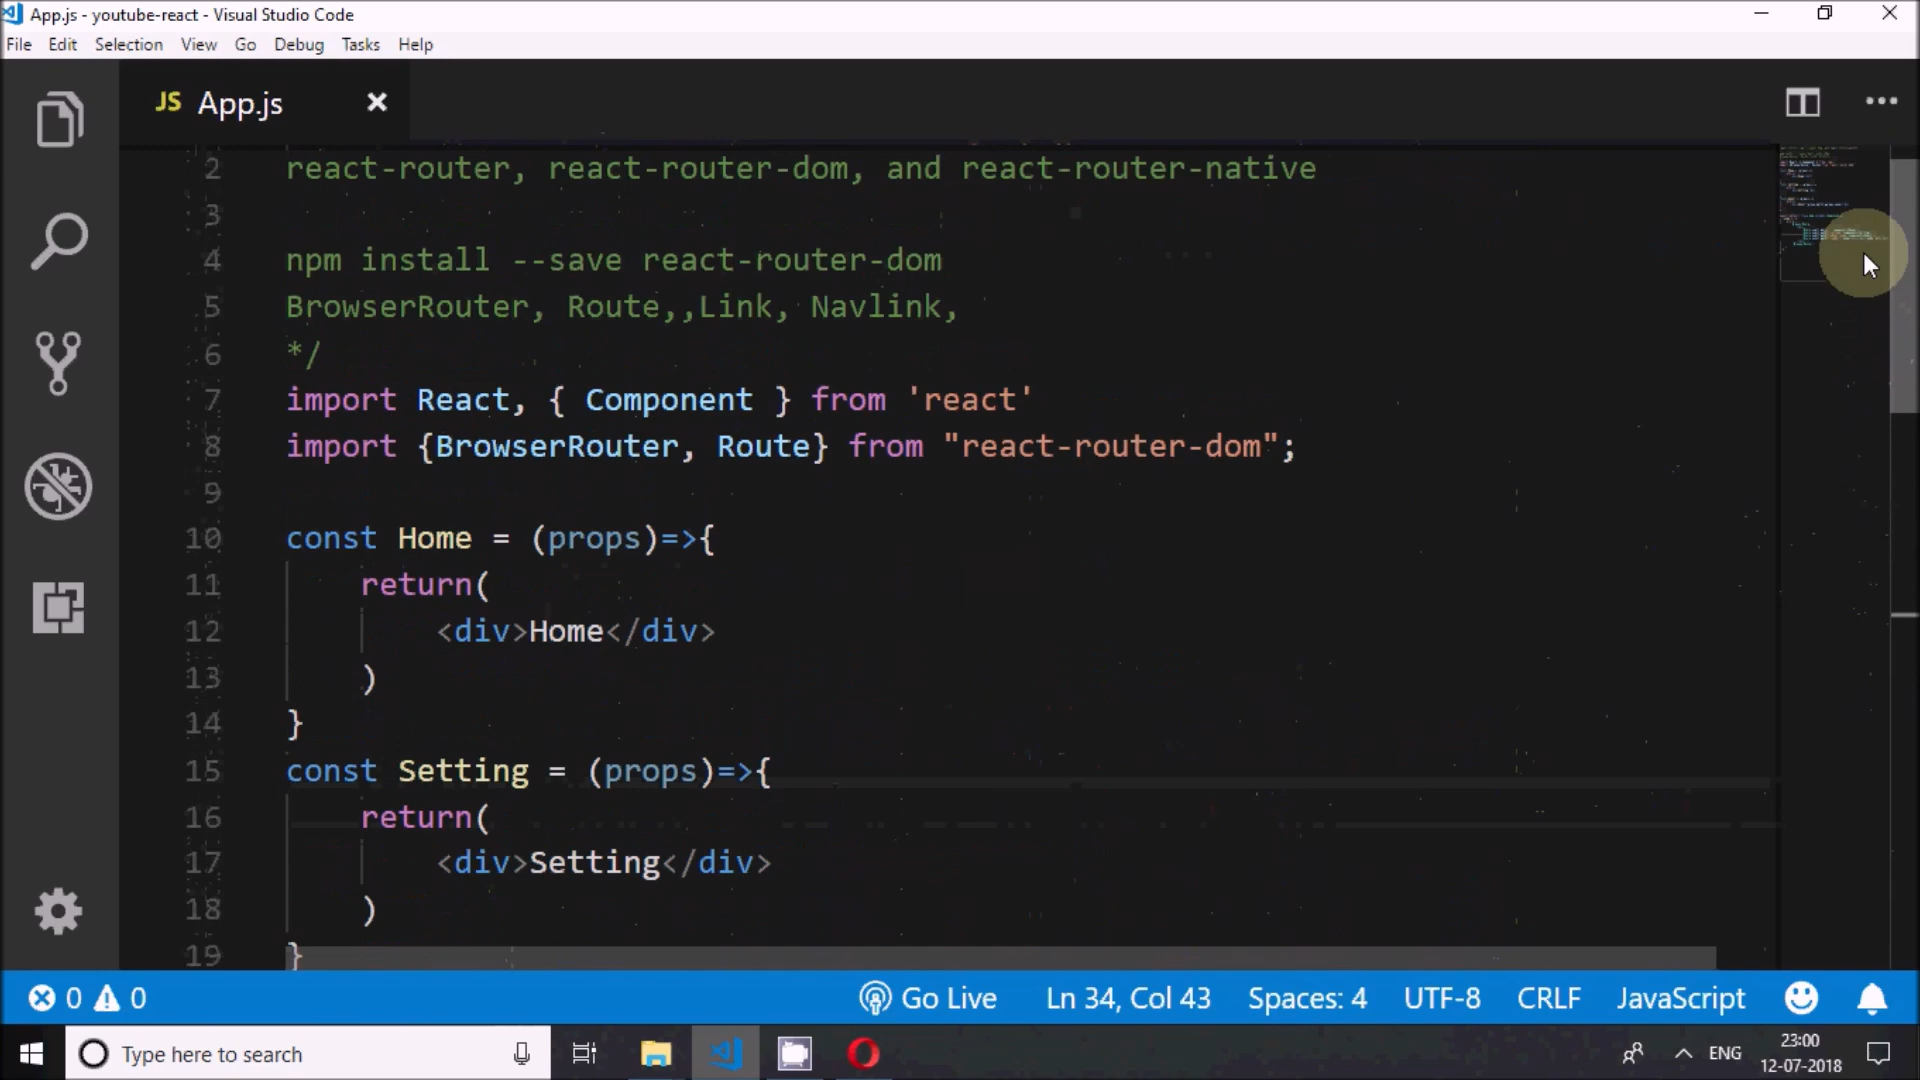 App.js - youtube-react - Visual Studio Code
File Edit Selection View Go Debug Tasks Help
JS App.js
2 react-router, react-router-dom, and react-router-native
3
4 npm install --save react-router-dom
5 BrowserRouter, Route,,Link, Navlink,
6 */
7 import React, { Component } from 'react'
8 import {BrowserRouter, Route} from "react-router-dom";
9
10 const Home = (props)=>{
11 return(
12 <div>Home</div>
13 )
14 }
15 const Setting = (props)=>{
16 return(
17 <div>Setting</div>
18 )
19 }
0 0 Go Live Ln 34, Col 43 Spaces: 4 UTF-8 CRLF JavaScript
Type here to search ENG 23:00
12-07-2018